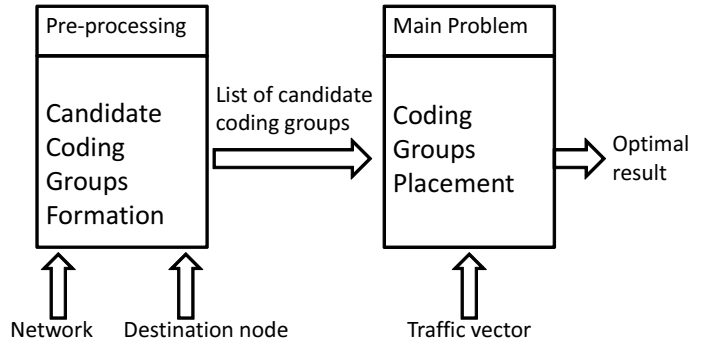 Pre-processing
Candidate
Coding
Groups
Formation
List of candidate
coding groups
Main Problem
Coding
Groups
Placement
Optimal
result
Network
Destination node
Traffic vector